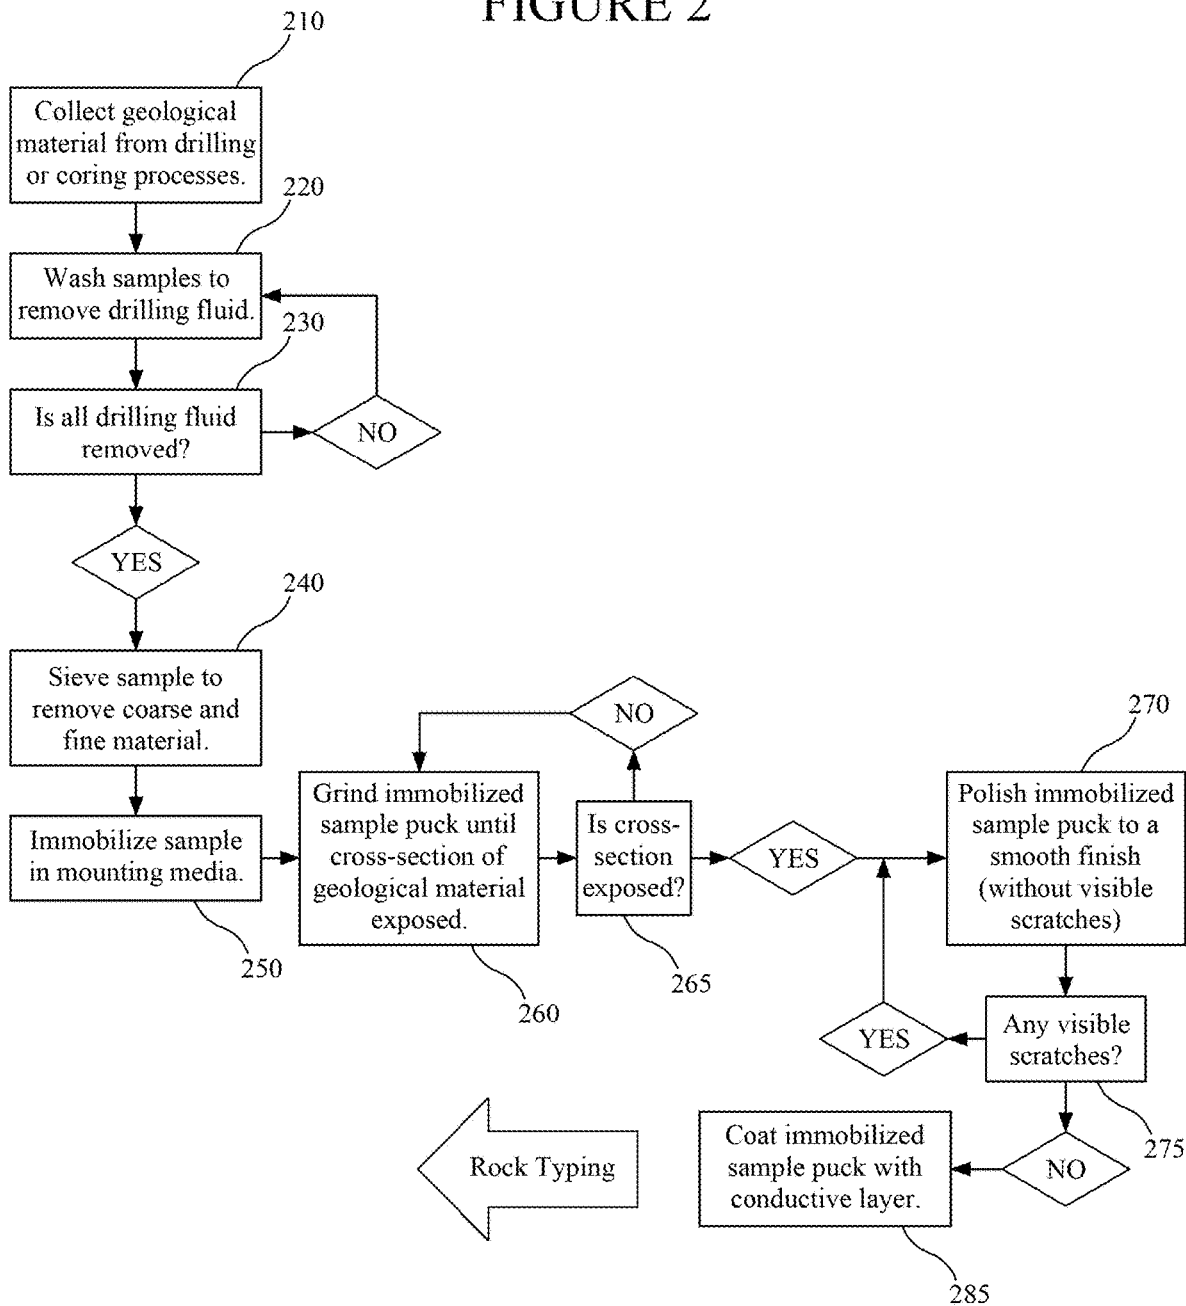 FIGURE 2
210
Collect geological
material from drilling
or coring processes.
220
Wash samples to
remove drilling fluid.
230
Is all drilling fluid
removed?
NO
YES
240
Sieve sample to
remove coarse and
fine material.
Immobilize sample
in mounting media.
250
NO
Grind immobilized
sample puck until
cross-section of
geological material
exposed.
260
Is cross-
section
exposed?
265
YES
270
Polish immobilized
sample puck to a
smooth finish
(without visible
scratches)
YES
Any visible
scratches?
275
NO
Coat immobilized
sample puck with
conductive layer.
285
Rock Typing